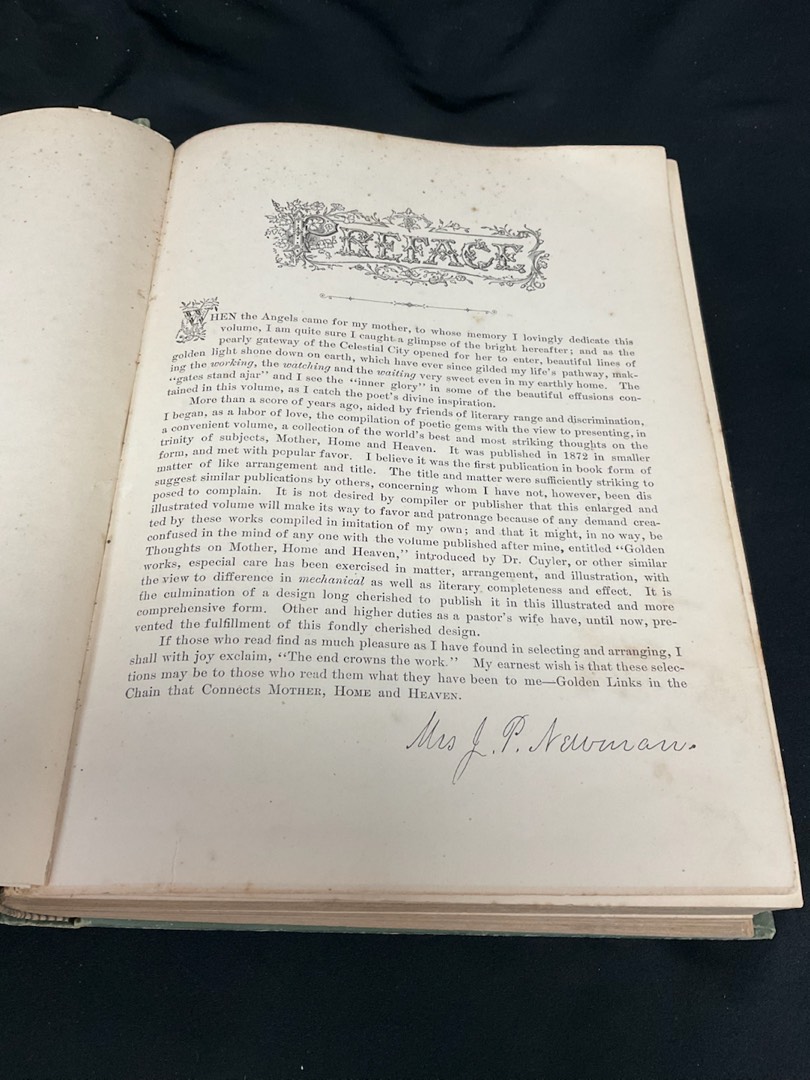 PREFACE
WHEN the Angels came for my mother, to whose memory I lovingly dedicate this
volume, I am quite sure I caught a glimpse of the bright hereafter; and as the
pearly gateway of the Celestial City opened for her to enter, beautiful lines of
golden light shone down on earth, which have ever since gilded my life's pathway, mak-
ing the working, the watching and the waiting very sweet even in my earthly home. The
"gates stand ajar" and I see the "inner glory" in some of the beautiful effusions con-
tained in this volume, as I catch the poet's divine inspiration.
More than a score of years ago, aided by friends of literary range and discrimination,
I began, as a labor of love, the compilation of poetic gems with the view to presenting, in
a convenient volume, a collection of the world's best and most striking thoughts on the
trinity of subjects, Mother, Home and Heaven. It was published in 1872 in smaller
form, and met with popular favor. I believe it was the first publication in book form of
matter of like arrangement and title. The title and matter were sufficiently striking to
suggest similar publications by others, concerning whom I have not, however, been dis
posed to complain. It is not desired by compiler or publisher that this enlarged and
illustrated volume will make its way to favor and patronage because of any demand crea-
ted by these works compiled in imitation of my own; and that it might, in no way, be
confused in the mind of any one with the volume published after mine, entitled "Golden
Thoughts on Mother, Home and Heaven," introduced by Dr. Cuyler, or other similar
works, especial care has been exercised in matter, arrangement, and illustration, with
the view to difference in mechanical as well as literary completeness and effect. It is
the culmination of a design long cherished to publish it in this illustrated and more
comprehensive form. Other and higher duties as a pastor's wife have, until now, pre-
vented the fulfillment of this fondly cherished design.
If those who read find as much pleasure as I have found in selecting and arranging, I
shall with joy exclaim, "The end crowns the work." My earnest wish is that these selec-
tions may be to those who read them what they have been to me—Golden Links in the
Chain that Connects MOTHER, HOME and HEAVEN.
Mrs J. P. Newman.